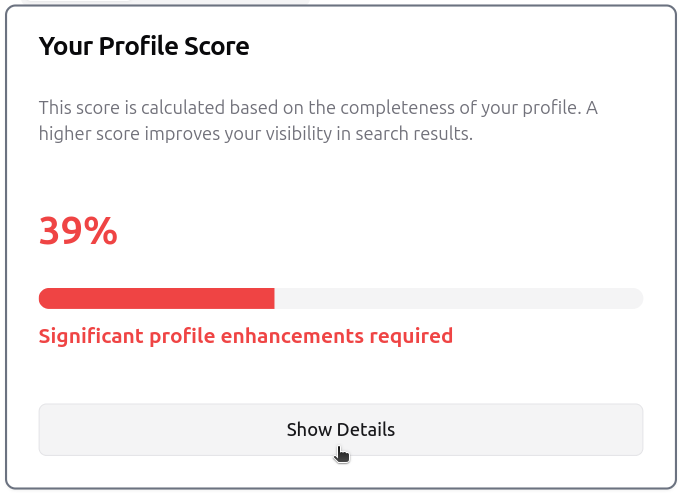 Your Profile Score
This score is calculated based on the completeness of your profile. A
higher score improves your visibility in search results.
39%
Significant profile enhancements required
Show Details